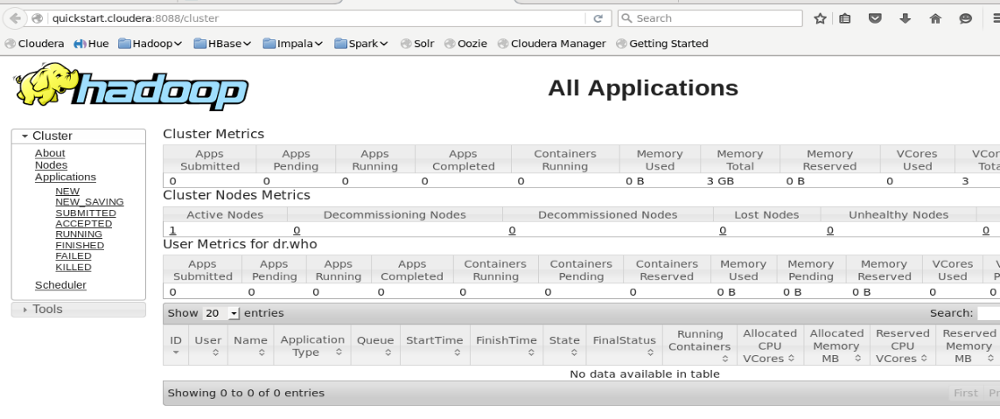 quickstart.cloudera:8088/cluster
Search
Cloudera Hue Hadoop HBase Impala Spark Solr Oozie Cloudera Manager Getting Started
hadoop
All Applications
Cluster
About
Nodes
Applications
NEW
NEW_SAVING
SUBMITTED
ACCEPTED
RUNNING
FINISHED
FAILED
KILLED
Scheduler
Tools
Cluster Metrics
Apps Submitted Apps Pending Apps Running Apps Completed Containers Running Memory Used Memory Total Memory Reserved VCores Used VCor Tota
0 0 0 0 0 0 B 3 GB 0 B 0 3
Cluster Nodes Metrics
Active Nodes Decommissioning Nodes Decommissioned Nodes Lost Nodes Unhealthy Nodes
1 0 0 0 0 0
User Metrics for dr.who
Apps Submitted Apps Pending Apps Running Apps Completed Containers Running Containers Pending Containers Reserved Memory Used Memory Pending Memory Reserved VCores Used
0 0 0 0 0 0 0 0 B 0 B 0 B 0 0
Show 20 entries Search:
ID User Name Application Type Queue StartTime FinishTime State FinalStatus Running Containers Allocated CPU VCores Allocated Memory MB Reserved CPU VCores Reserved Memory MB
No data available in table
Showing 0 to 0 of 0 entries First Pr